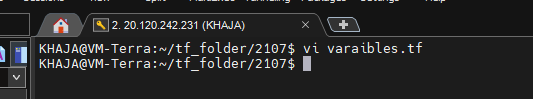 2. 20.120.242.231 (KHAJA)
KHAJA@VM-Terra:~/tf_folder/2107$ vi varaibles.tf
KHAJA@VM-Terra:~/tf_folder/2107$